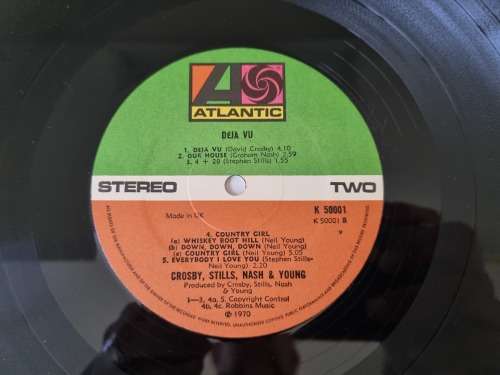 ATLANTIC
DEJA VU
1. DEJA VU (David Crosby) 4.10
2. OUR HOUSE (Graham Nash) 2.59
3. 4 + 20 (Stephen Stills) 1.55
STEREO TWO
Made in UK
K 50001
K 50001 B
4. COUNTRY GIRL
(a) WHISKEY BOOT HILL (Neil Young)
(b) DOWN, DOWN, DOWN (Neil Young)
(c) COUNTRY GIRL (Neil Young) 5.05
5. EVERYBODY I LOVE YOU (Stephen Stills-
Neil Young) 2.20
CROSBY, STILLS, NASH & YOUNG
Produced by Crosby, Stills, Nash
& Young
1—3, 4a, 5. Copyright Control
4b, 4c. Robbins Music
℗ 1970